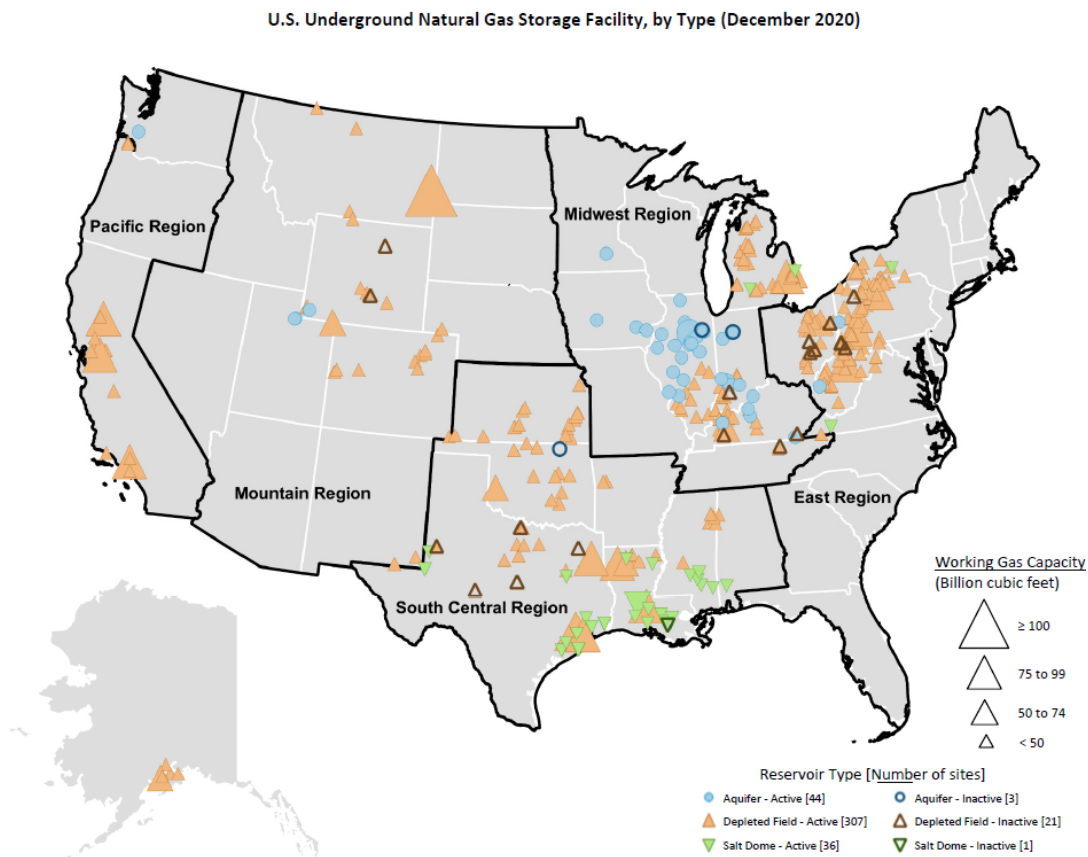 U.S. Underground Natural Gas Storage Facility, by Type (December 2020)
Pacific Region
Midwest Region
Mountain Region
East Region
South Central Region
Working Gas Capacity
(Billion cubic feet)
≥ 100
75 to 99
50 to 74
< 50
Reservoir Type [Number of sites]
Aquifer - Active [44]
Aquifer - Inactive [3]
Depleted Field - Active [307]
Depleted Field - Inactive [21]
Salt Dome - Active [36]
Salt Dome - Inactive [1]